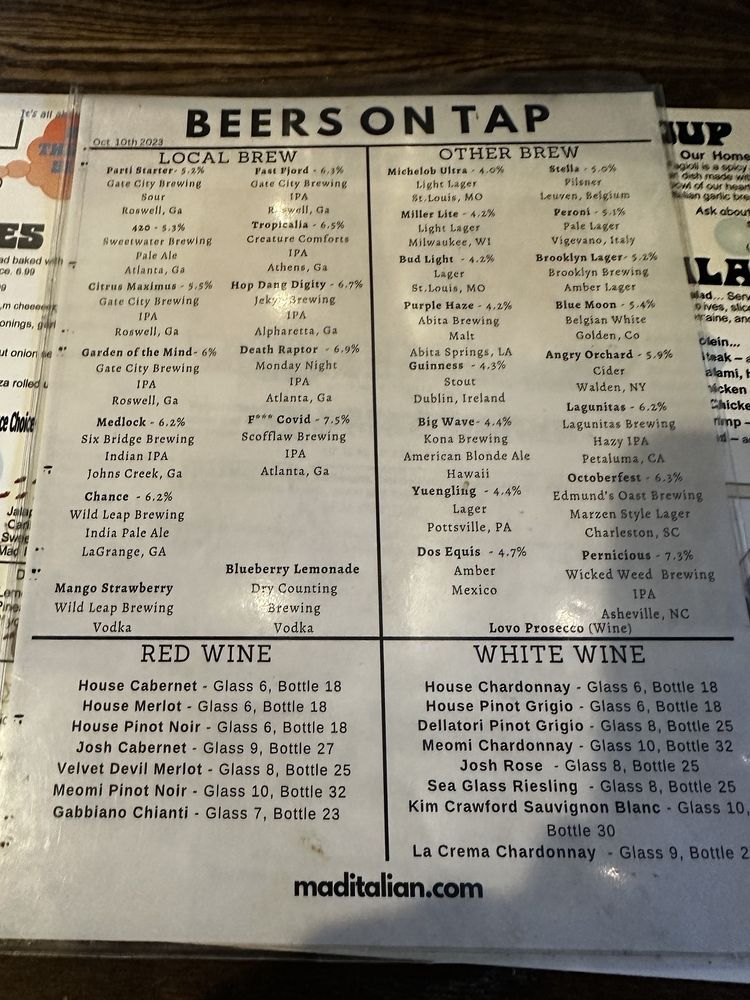 BEERS ON TAP
Oct 10th 2023
LOCAL BREW
Parti Starter- 5.2%
Gate City Brewing
Sour
Roswell, Ga
420 - 5.3%
Sweetwater Brewing
Pale Ale
Atlanta, Ga
Citrus Maximus - 5.5%
Gate City Brewing
IPA
Roswell, Ga
Garden of the Mind- 6%
Gate City Brewing
IPA
Roswell, Ga
Medlock - 6.2%
Six Bridge Brewing
Indian IPA
Johns Creek, Ga
Chance - 6.2%
Wild Leap Brewing
India Pale Ale
LaGrange, GA
Mango Strawberry
Wild Leap Brewing
Vodka
Fast Fjord - 6.3%
Gate City Brewing
IPA
Roswell, Ga
Tropicalia - 6.5%
Creature Comforts
IPA
Athens, Ga
Hop Dang Digity - 6.7%
Jeky Brewing
IPA
Alpharetta, Ga
Death Raptor - 6.9%
Monday Night
IPA
Atlanta, Ga
F*** Covid - 7.5%
Scofflaw Brewing
IPA
Atlanta, Ga
Blueberry Lemonade
Dry Counting
Brewing
Vodka
OTHER BREW
Michelob Ultra - 4.0%
Light Lager
St.Louis, MO
Miller Lite - 4.2%
Light Lager
Milwaukee, WI
Bud Light - 4.2%
Lager
St.Louis, MO
Purple Haze - 4.2%
Abita Brewing
Malt
Abita Springs, LA
Guinness - 4.3%
Stout
Dublin, Ireland
Big Wave- 4.4%
Kona Brewing
American Blonde Ale
Hawaii
Yuengling - 4.4%
Lager
Pottsville, PA
Dos Equis - 4.7%
Amber
Mexico
Stella - 5.0%
Pilsner
Leuven, Belgium
Peroni - 5.1%
Pale Lager
Vigevano, Italy
Brooklyn Lager- 5.2%
Brooklyn Brewing
Amber Lager
Blue Moon - 5.4%
Belgian White
Golden, Co
Angry Orchard - 5.9%
Cider
Walden, NY
Lagunitas - 6.2%
Lagunitas Brewing
Hazy IPA
Petaluma, CA
Octoberfest - 6.3%
Edmund's Oast Brewing
Marzen Style Lager
Charleston, SC
Pernicious - 7.3%
Wicked Weed Brewing
IPA
Asheville, NC
Lovo Prosecco (Wine)
RED WINE
House Cabernet - Glass 6, Bottle 18
House Merlot - Glass 6, Bottle 18
House Pinot Noir - Glass 6, Bottle 18
Josh Cabernet - Glass 9, Bottle 27
Velvet Devil Merlot - Glass 8, Bottle 25
Meomi Pinot Noir - Glass 10, Bottle 32
Gabbiano Chianti - Glass 7, Bottle 23
WHITE WINE
House Chardonnay - Glass 6, Bottle 18
House Pinot Grigio - Glass 6, Bottle 18
Dellatori Pinot Grigio - Glass 8, Bottle 25
Meomi Chardonnay - Glass 10, Bottle 32
Josh Rose - Glass 8, Bottle 25
Sea Glass Riesling - Glass 8, Bottle 25
Kim Crawford Sauvignon Blanc - Glass 10,
Bottle 30
La Crema Chardonnay - Glass 9, Bottle 2
maditalian.com
It's all
Our Home
Ask about